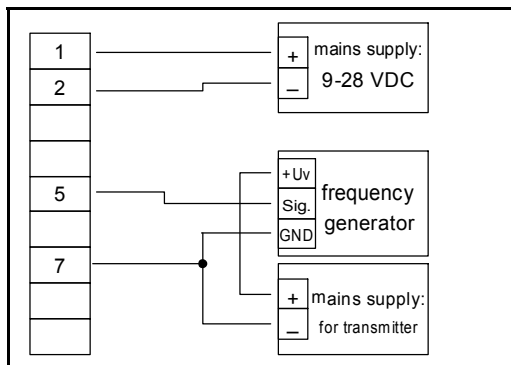 1
2
5
7
+
–
mains supply:
9-28 VDC
+Uv
Sig.
GND
frequency
generator
+
–
mains supply:
for transmitter